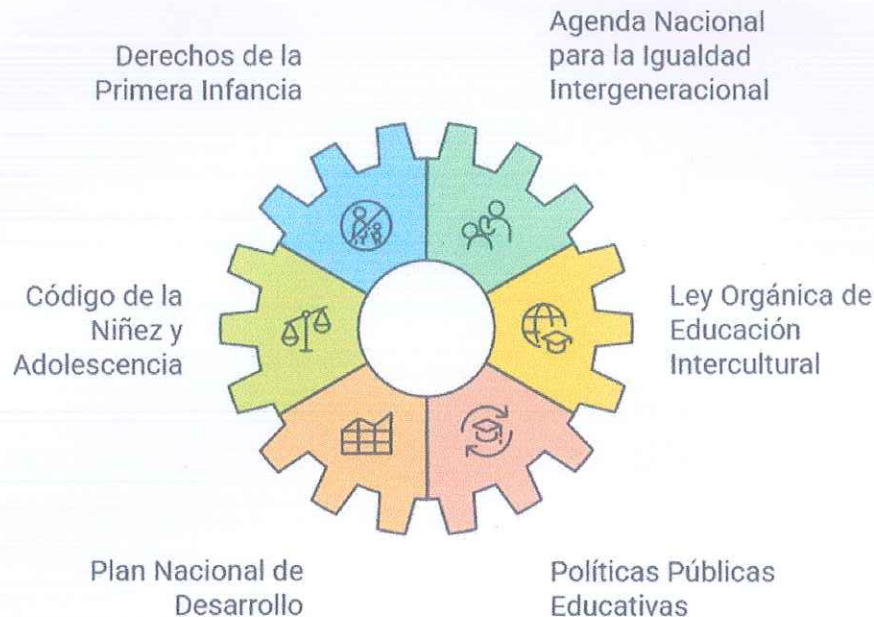 Derechos de la
Primera Infancia
Agenda Nacional
para la Igualdad
Intergeneracional
Código de la
Niñez y
Adolescencia
Ley Orgánica de
Educación
Intercultural
Plan Nacional de
Desarrollo
Políticas Públicas
Educativas